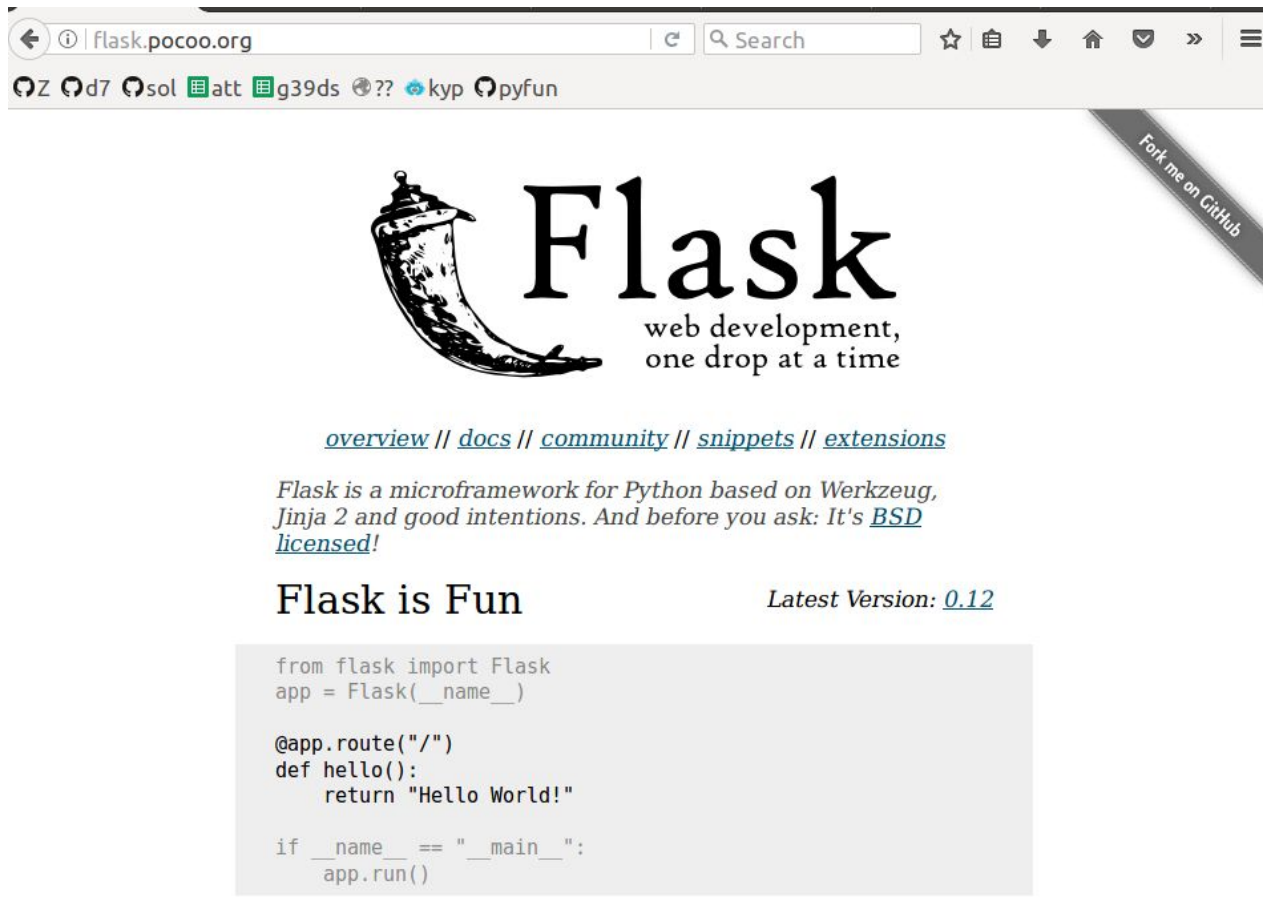 flask.pocoo.org
Search
Z d7 sol att g39ds ?? kyp pyfun
Fork me on GitHub
Flask
web development,
one drop at a time
overview // docs // community // snippets // extensions
Flask is a microframework for Python based on Werkzeug,
Jinja 2 and good intentions. And before you ask: It's BSD
licensed!
Flask is Fun Latest Version: 0.12
from flask import Flask
app = Flask(__name__)
@app.route("/")
def hello():
    return "Hello World!"
if __name__ == "__main__":
    app.run()